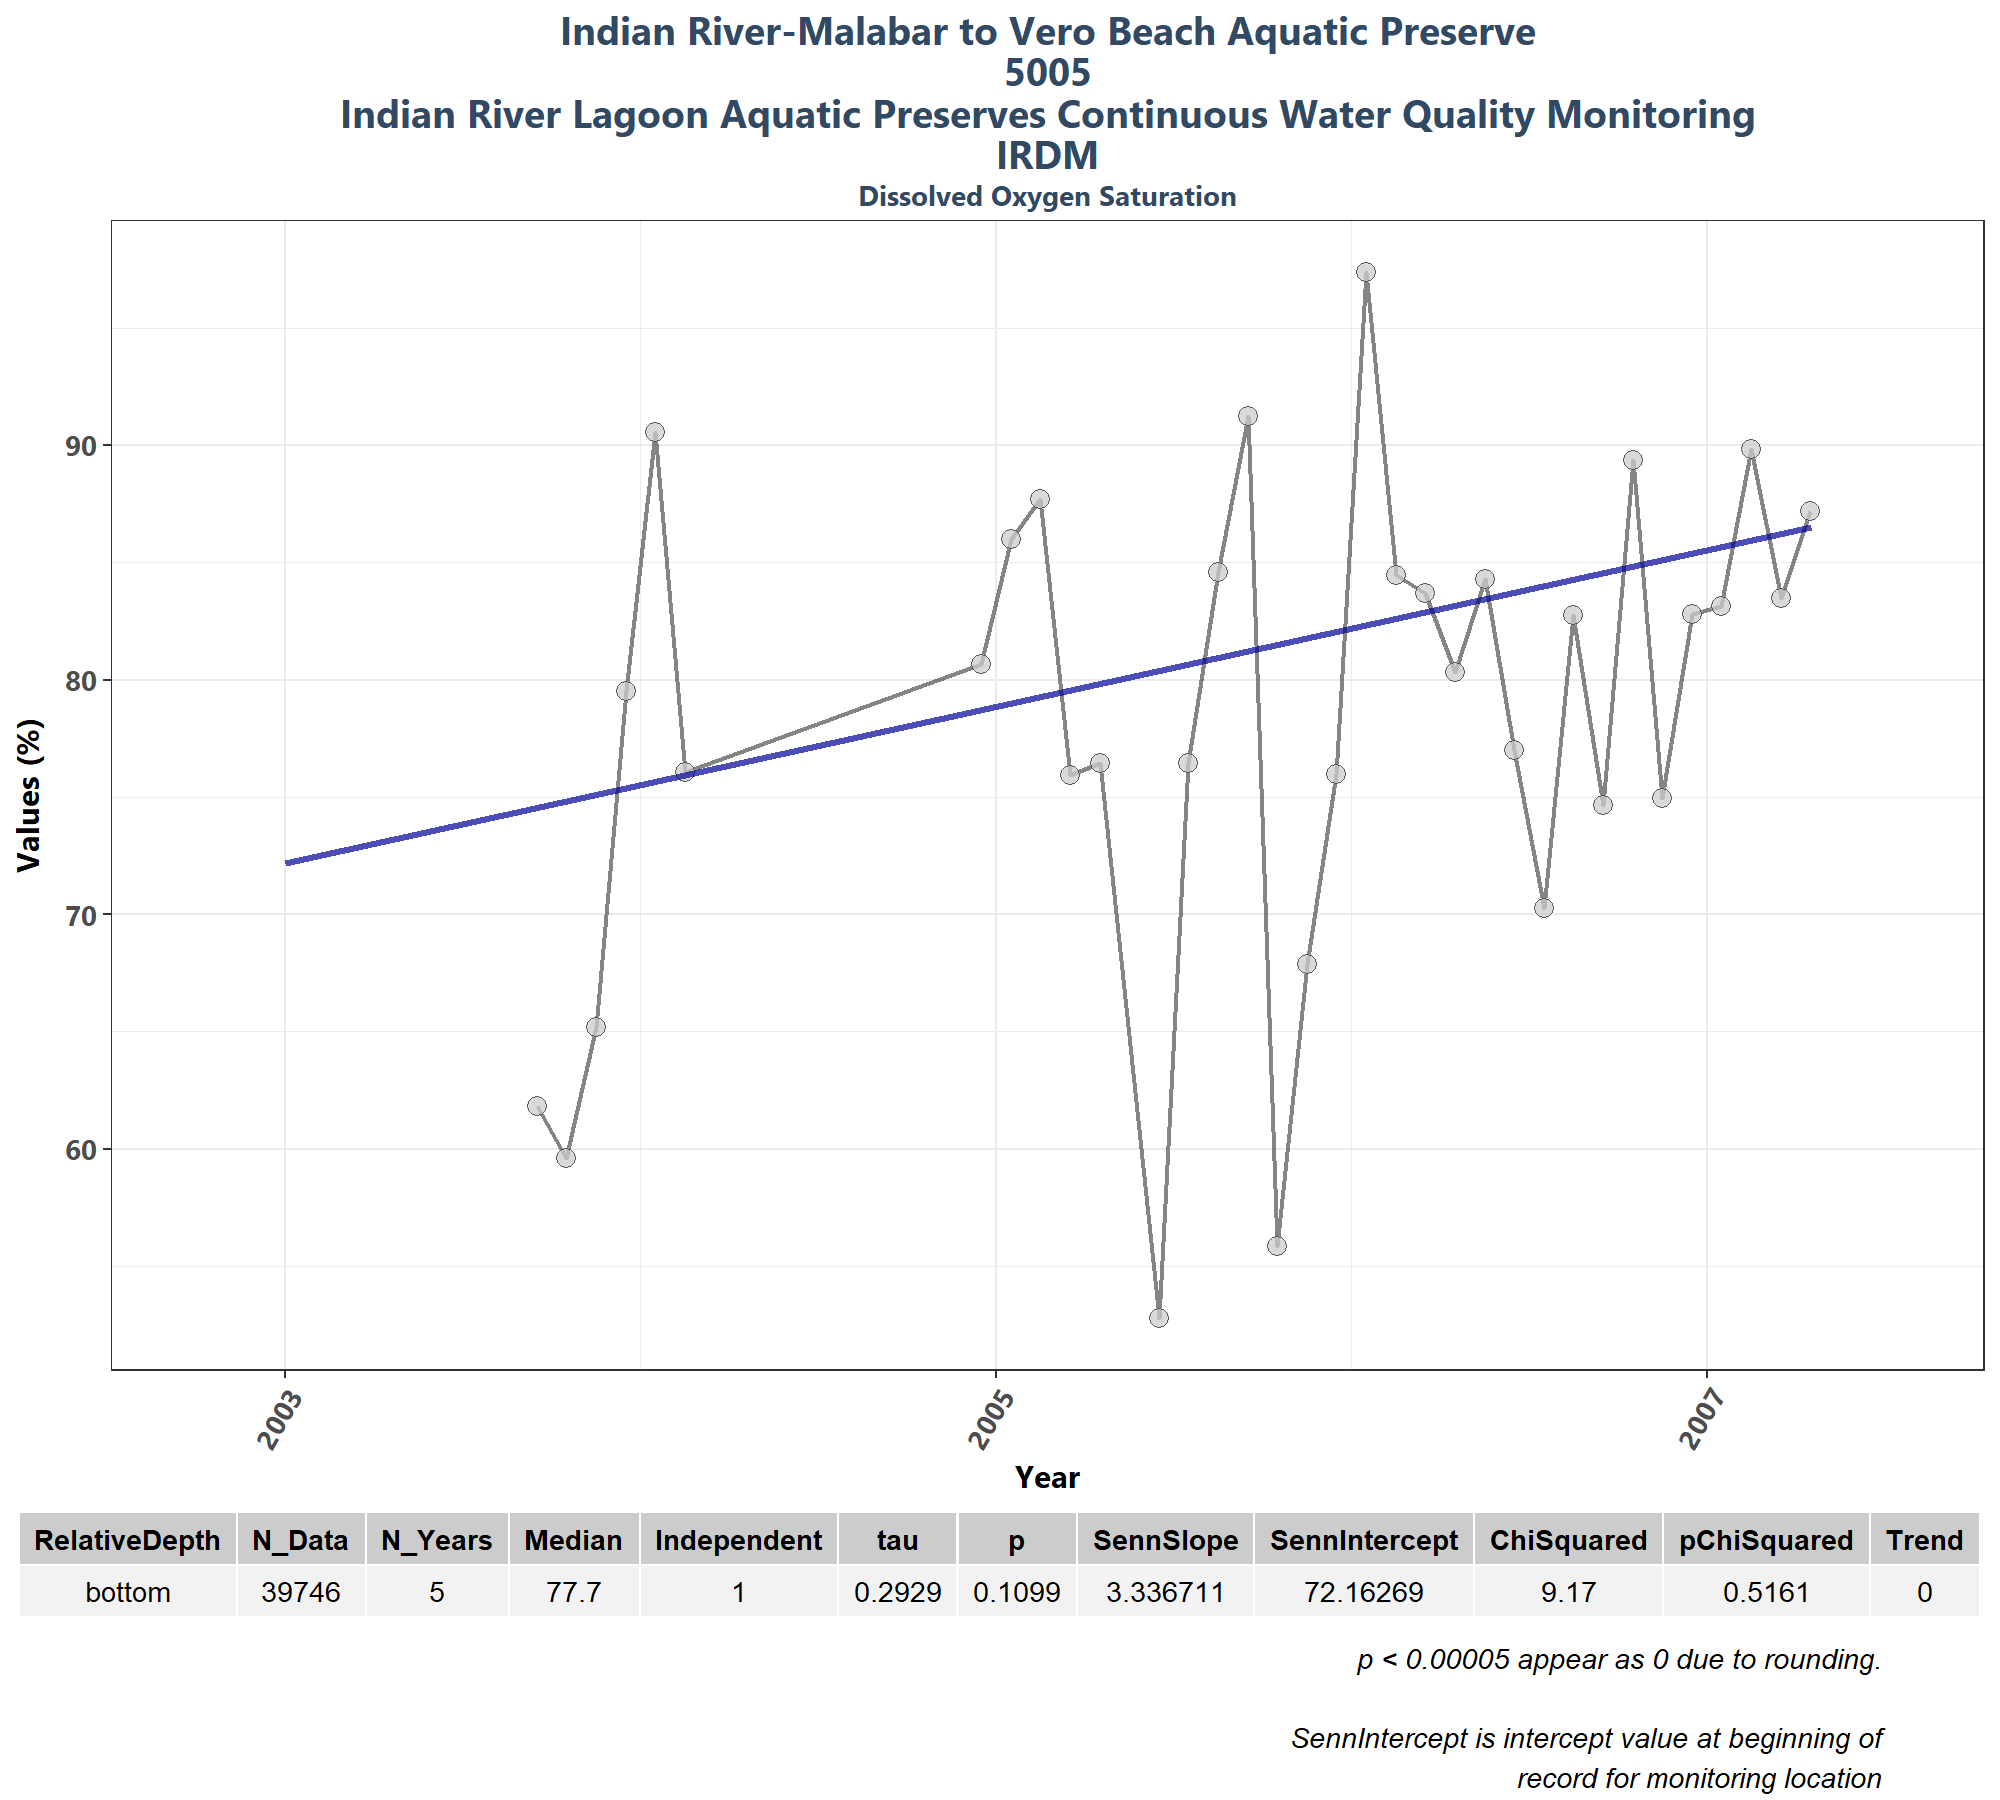 Indian River-Malabar to Vero Beach Aquatic Preserve
5005
Indian River Lagoon Aquatic Preserves Continuous Water Quality Monitoring
IRDM
Dissolved Oxygen Saturation
Values (%)
90
80
70
60
2003
2005
2007
Year
RelativeDepth N_Data N_Years Median Independent tau p SennSlope SennIntercept ChiSquared pChiSquared Trend
bottom 39746 5 77.7 1 0.2929 0.1099 3.336711 72.16269 9.17 0.5161 0
p < 0.00005 appear as 0 due to rounding.
SennIntercept is intercept value at beginning of
record for monitoring location